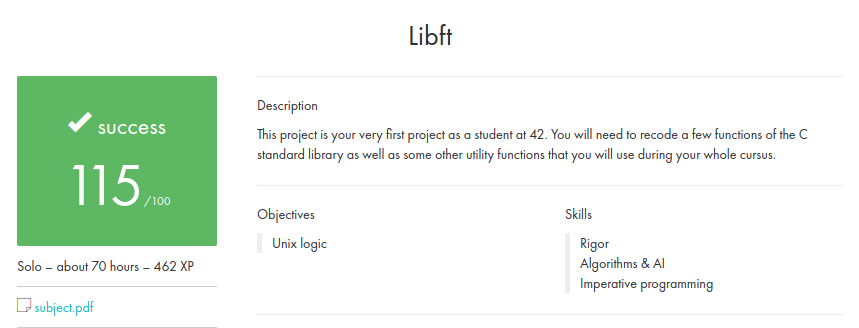 Libft
success
115 /100
Solo – about 70 hours – 462 XP
subject.pdf
Description
This project is your very first project as a student at 42. You will need to recode a few functions of the C
standard library as well as some other utility functions that you will use during your whole cursus.
Objectives
Unix logic
Skills
Rigor
Algorithms & AI
Imperative programming